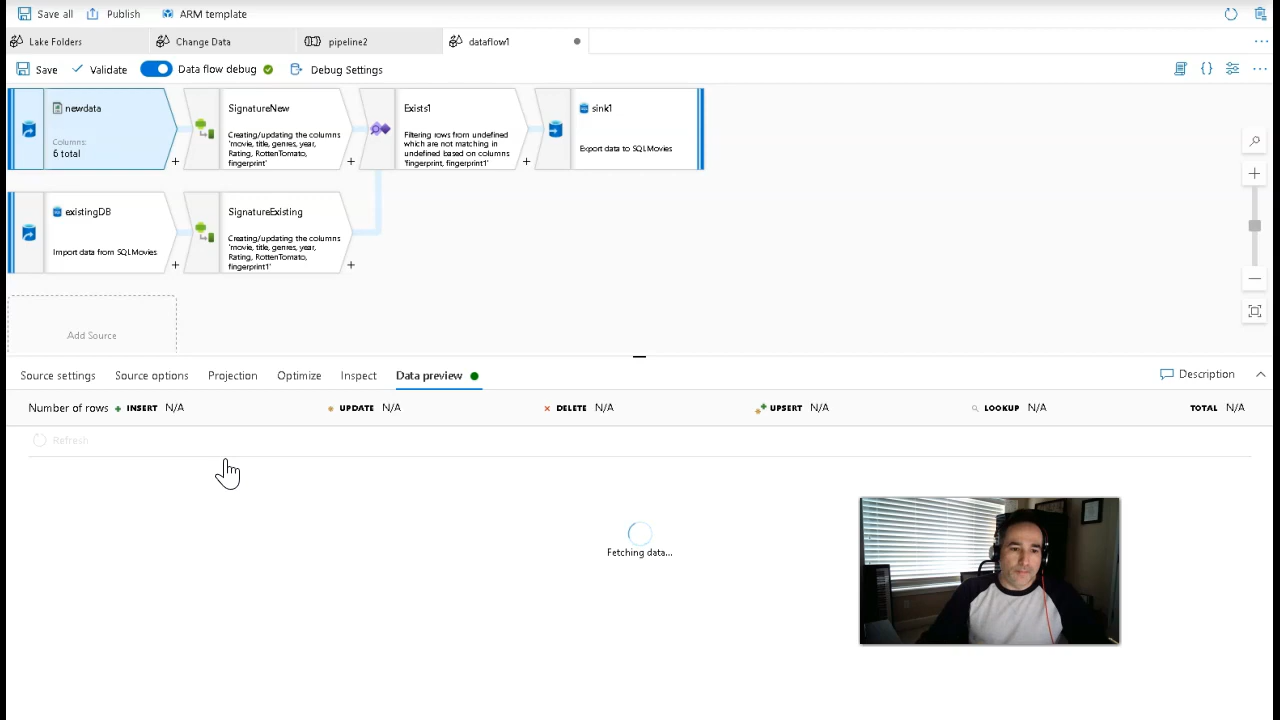 Save all Publish ARM template
Lake Folders Change Data pipeline2 dataflow1
Save Validate Data flow debug Debug Settings
newdata
Columns:
6 total
SignatureNew
Creating/updating the columns
'movie, title, genres, year,
Rating, RottenTomato,
fingerprint'
Exists1
Filtering rows from undefined
which are not matching in
undefined based on columns
'fingerprint, fingerprint1'
sink1
Export data to SQLMovies
existingDB
Import data from SQLMovies
SignatureExisting
Creating/updating the columns
'movie, title, genres, year,
Rating, RottenTomato,
fingerprint1'
Add Source
Source settings Source options Projection Optimize Inspect Data preview Description
Number of rows INSERT N/A UPDATE N/A DELETE N/A UPSERT N/A LOOKUP N/A TOTAL N/A
Refresh
Fetching data...